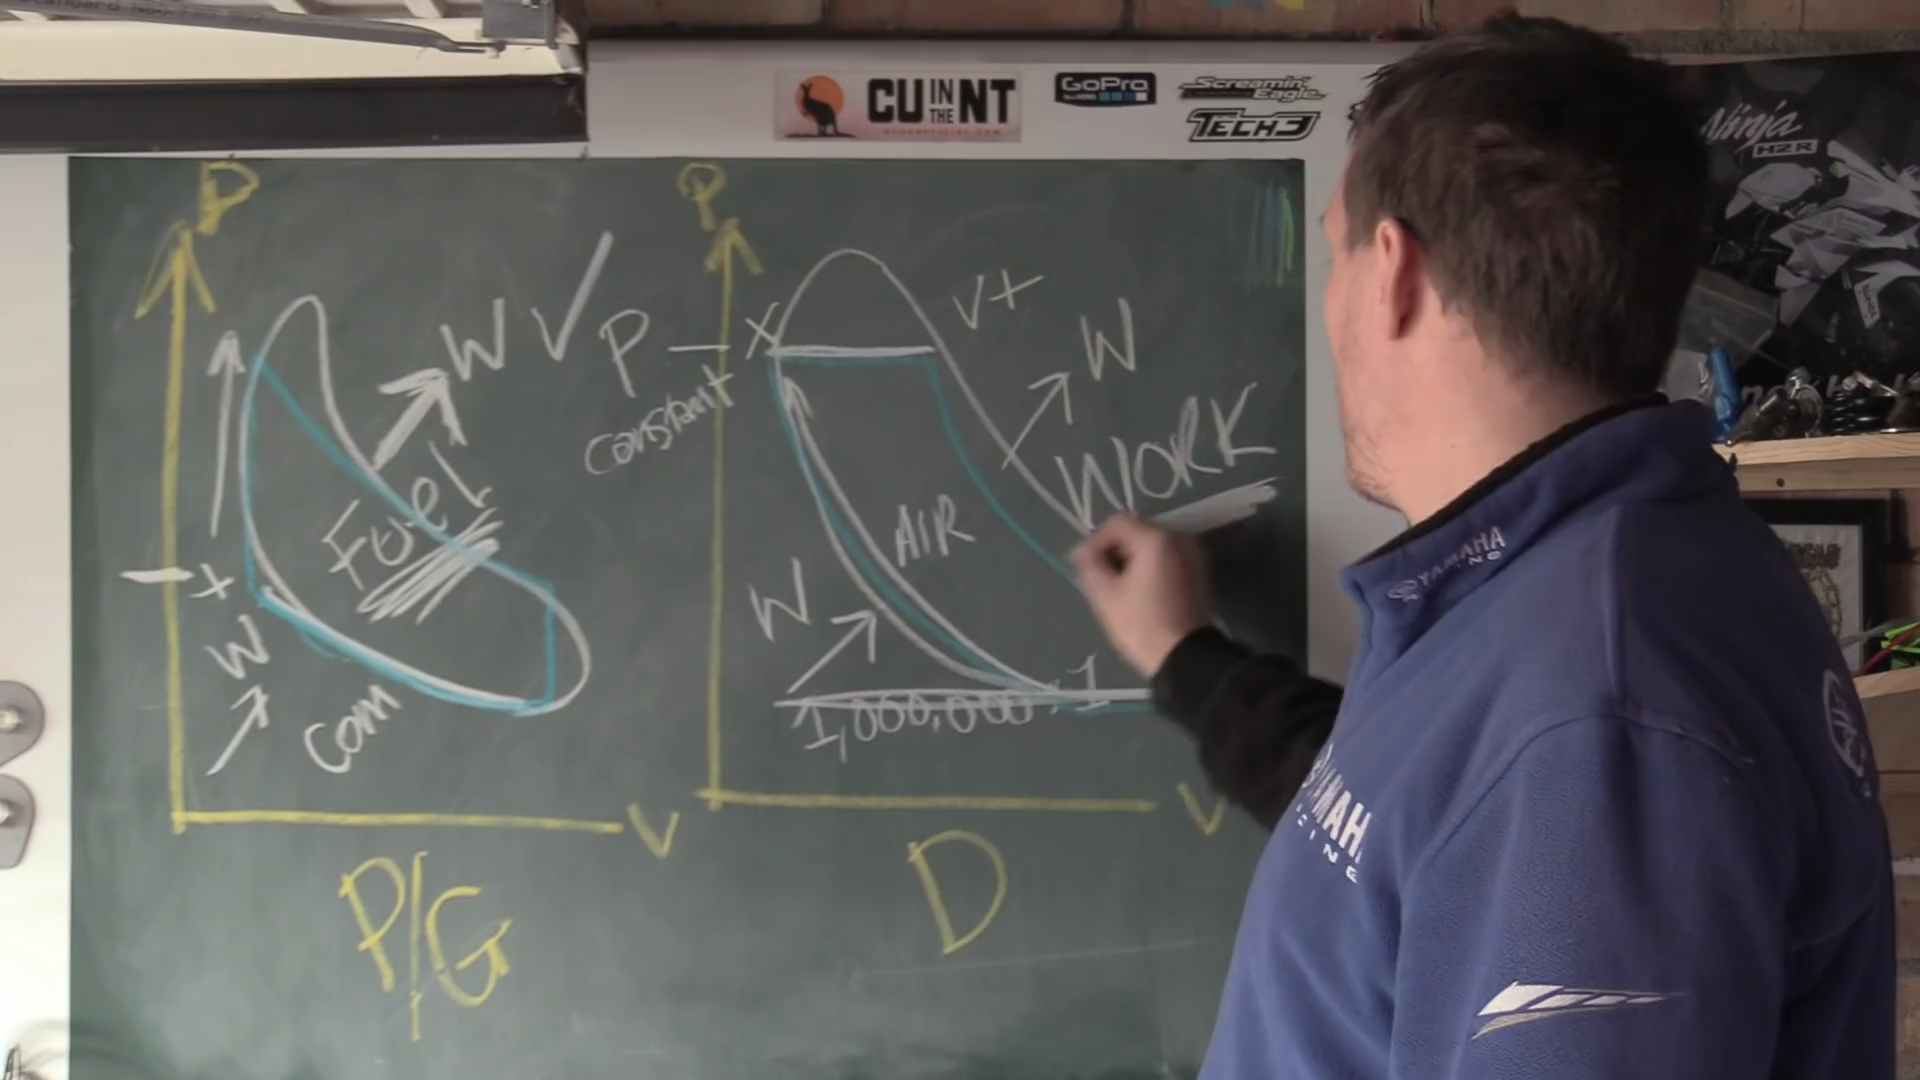 CU IN THE NT
GoPro
Screamin' Eagle
TECH3
Ninja
H2R
P
W
Fuel
+
W
com
V
P/G
P
X
V+
P
constant
W
WORK
AIR
W
1
1,000,000
V
D
YAMAHA
YAMAHA